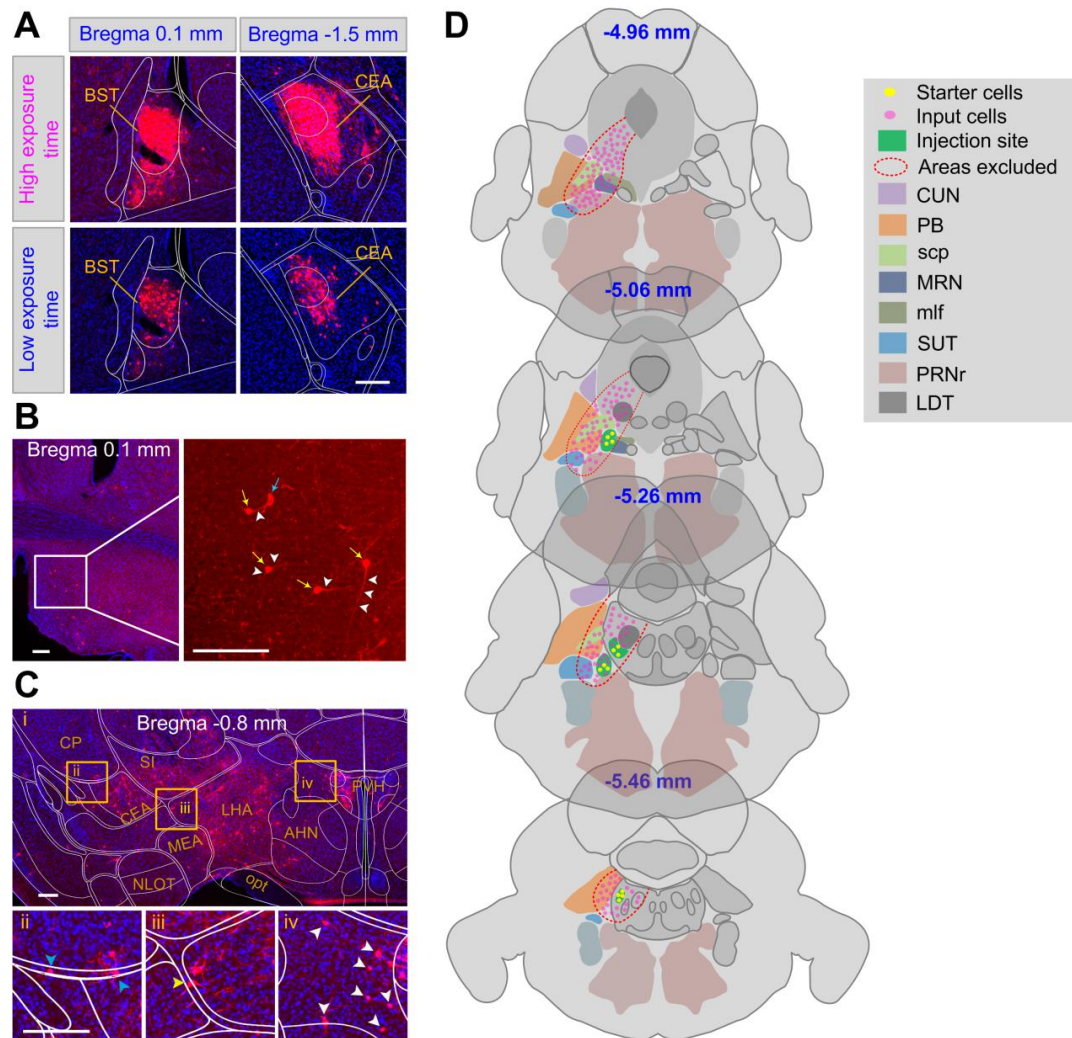 A
Bregma 0.1 mm
Bregma -1.5 mm
High exposure
time
BST
CEA
Low exposure
time
BST
CEA
B
Bregma 0.1 mm
C
i
Bregma -0.8 mm
CP
SI
ii
iv
PVH
CEA
iii
LHA
MEA
AHN
NLOT
opt
ii
iii
iv
D
-4.96 mm
-5.06 mm
-5.26 mm
-5.46 mm
Starter cells
Input cells
Injection site
Areas excluded
CUN
PB
scp
MRN
mlf
SUT
PRNr
LDT